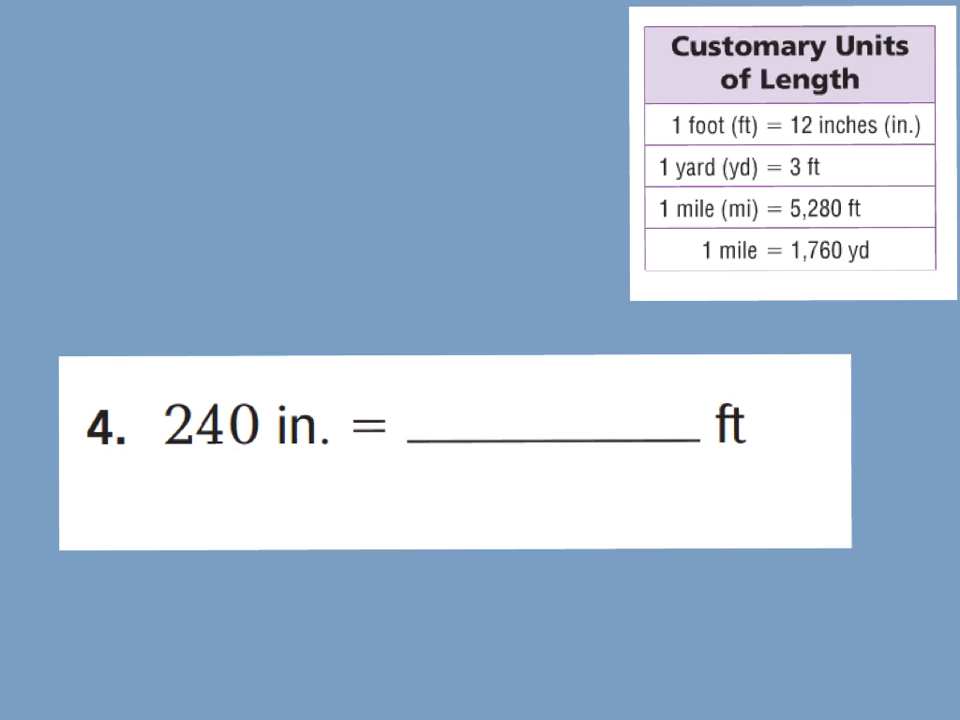 Customary Units
of Length
1 foot (ft) = 12 inches (in.)
1 yard (yd) = 3 ft
1 mile (mi) = 5,280 ft
1 mile = 1,760 yd
4. 240 in. = __________ ft